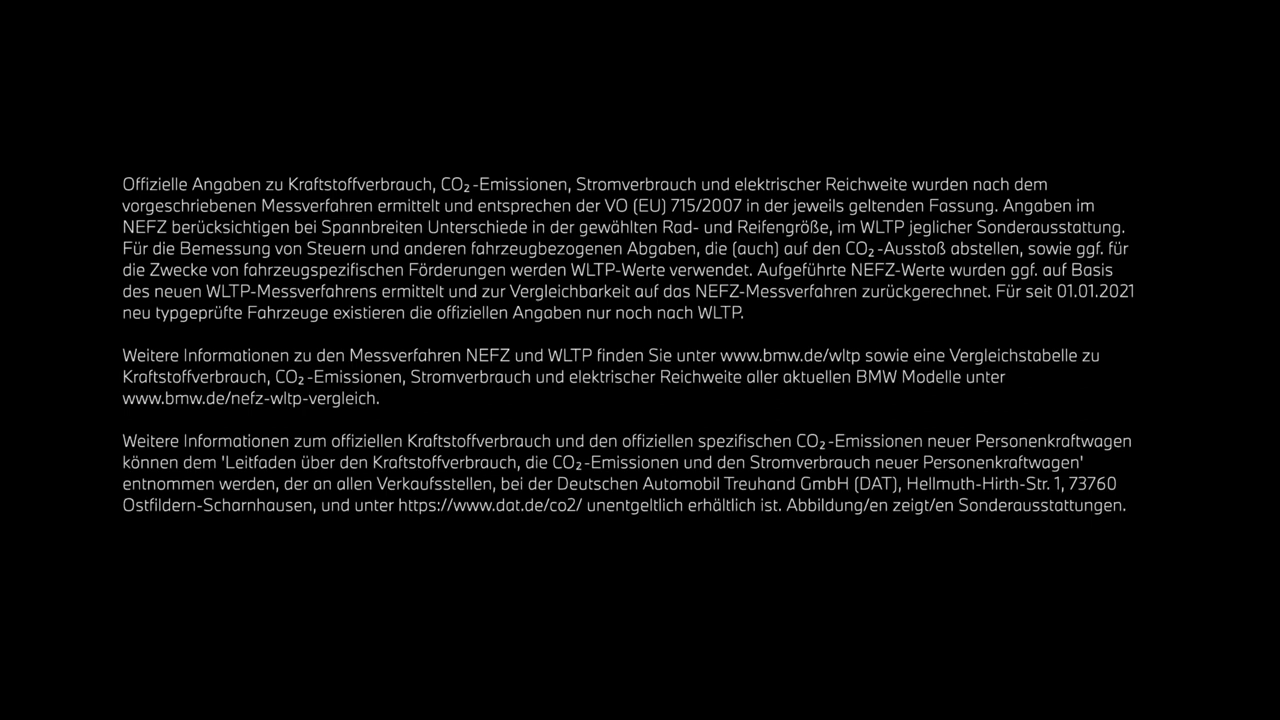 Offizielle Angaben zu Kraftstoffverbrauch, CO₂-Emissionen, Stromverbrauch und elektrischer Reichweite wurden nach dem
vorgeschriebenen Messverfahren ermittelt und entsprechen der VO (EU) 715/2007 in der jeweils geltenden Fassung. Angaben im
NEFZ berücksichtigen bei Spannbreiten Unterschiede in der gewählten Rad- und Reifengröße, im WLTP jeglicher Sonderausstattung.
Für die Bemessung von Steuern und anderen fahrzeugbezogenen Abgaben, die (auch) auf den CO₂-Ausstoß abstellen, sowie ggf. für
die Zwecke von fahrzeugspezifischen Förderungen werden WLTP-Werte verwendet. Aufgeführte NEFZ-Werte wurden ggf. auf Basis
des neuen WLTP-Messverfahrens ermittelt und zur Vergleichbarkeit auf das NEFZ-Messverfahren zurückgerechnet. Für seit 01.01.2021
neu typgeprüfte Fahrzeuge existieren die offiziellen Angaben nur noch nach WLTP.
Weitere Informationen zu den Messverfahren NEFZ und WLTP finden Sie unter www.bmw.de/wltp sowie eine Vergleichstabelle zu
Kraftstoffverbrauch, CO₂-Emissionen, Stromverbrauch und elektrischer Reichweite aller aktuellen BMW Modelle unter
www.bmw.de/nefz-wltp-vergleich.
Weitere Informationen zum offiziellen Kraftstoffverbrauch und den offiziellen spezifischen CO₂-Emissionen neuer Personenkraftwagen
können dem 'Leitfaden über den Kraftstoffverbrauch, die CO₂-Emissionen und den Stromverbrauch neuer Personenkraftwagen'
entnommen werden, der an allen Verkaufsstellen, bei der Deutschen Automobil Treuhand GmbH (DAT), Hellmuth-Hirth-Str. 1, 73760
Ostfildern-Scharnhausen, und unter https://www.dat.de/co2/ unentgeltlich erhältlich ist. Abbildung/en zeigt/en Sonderausstattungen.